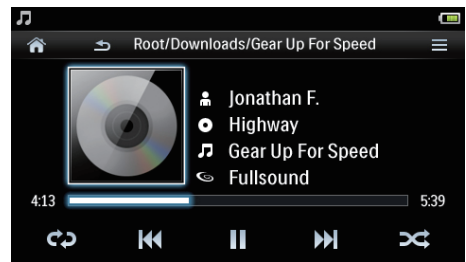 Root/Downloads/Gear Up For Speed
Jonathan F.
Highway
Gear Up For Speed
Fullsound
4:13 5:39